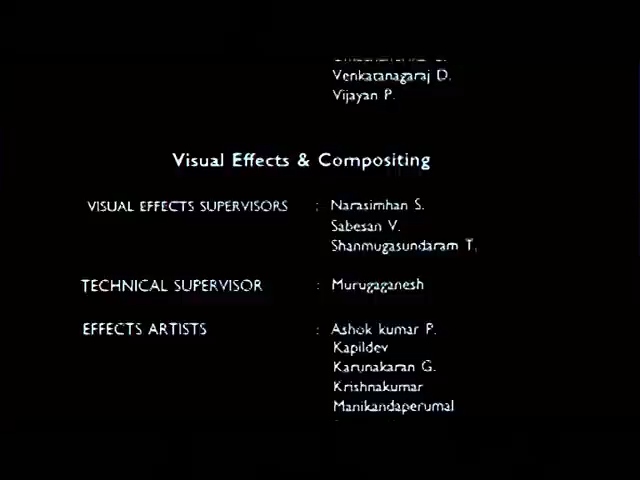 Venkatanagaraj D.
Vijayan P.
Visual Effects & Compositing
VISUAL EFFECTS SUPERVISORS : Narasimhan S.
Sabesan V.
Shanmugasundaram T.
TECHNICAL SUPERVISOR : Murugaganesh
EFFECTS ARTISTS : Ashok kumar P.
Kapildev
Karunakaran G.
Krishnakumar
Manikandaperumal